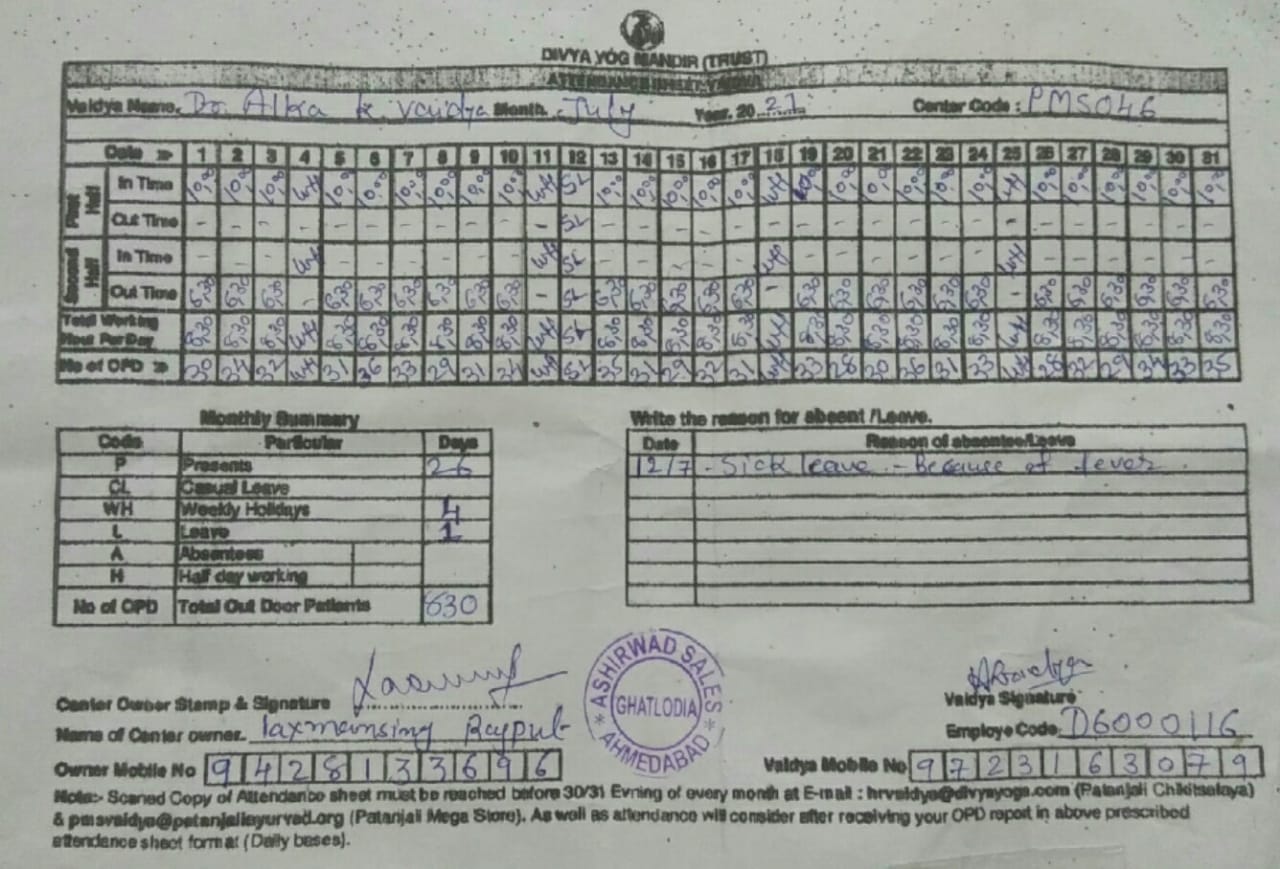 DIVYA YOG MANDIR (TRUST)
ATTENDANCE SHEET
Vaidya Name. Dr. Alka K. Vaidya Month. July Year. 2021 Center Code : PMS046
Date >> 1 2 3 4 5 6 7 8 9 10 11 12 13 14 15 16 17 18 19 20 21 22 23 24 25 26 27 28 29 30 31
First Half
In Time 10,00 10,00 10,00 WH 10,00 10,00 10,00 10,00 10,00 10,00 WH SL 10,00 10,00 10,00 10,00 10,00 WH 10,00 10,00 10,00 10,00 10,00 10,00 WH 10,00 10,00 10,00 10,00 10,00 10,00
Out Time - - - - - - - - - - - SL - - - - - - - - - - - - - - - - - - -
Second Half
In Time - - - WH - - - - - - WH SL - - - - - WH - - - - - - WH - - - - - -
Out Time 6,30 6,30 6,30 - 6,30 6,30 6,30 6,30 6,30 6,30 - SL 6,30 6,30 6,30 6,30 6,30 - 6,30 6,30 6,30 6,30 6,30 6,30 - 6,30 6,30 6,30 6,30 6,30 6,30
Total Working Hour Per Day 8,30 8,30 8,30 WH 8,30 8,30 8,30 8,30 8,30 8,30 WH SL 8,30 8,30 8,30 8,30 8,30 WH 8,30 8,30 8,30 8,30 8,30 8,30 WH 8,30 8,30 8,30 8,30 8,30 8,30
No of OPD >> 30 34 32 WH 31 36 33 29 31 34 WH SL 35 31 29 32 31 WH 33 28 30 36 31 33 WH 28 32 29 34 33 35
Monthly Summary
Code Particular Days
P Presents 26
CL Casual Leave
WH Weekly Holidays 4
L Leave 1
A Absentees
H Half day working
No of OPD Total Out Door Patients 830
Write the reason for absent /Leave.
Date Reason of absentee/Leave
12/7 - Sick leave - Because of fever.
Center Owner Stamp & Signature
Name of Center owner. Laxmansing Rajput
Owner Mobile No 9428133696
ASHIRWAD SALES
GHATLODIA
* AHMEDABAD *
Vaidya Signature
Employe Code. D6000116
Vaidya Mobile No 9723163079
Note:- Scaned Copy of Attendance sheet must be reached before 30/31 Evning of every month at E-mail : hrvaidya@divyayoga.com (Patanjali Chikitsalaya)
& pmsvaidya@patanjaliayurved.org (Patanjali Mega Store). As well as attendance will consider after receiving your OPD report in above prescribed
attendance sheet format (Daily bases).